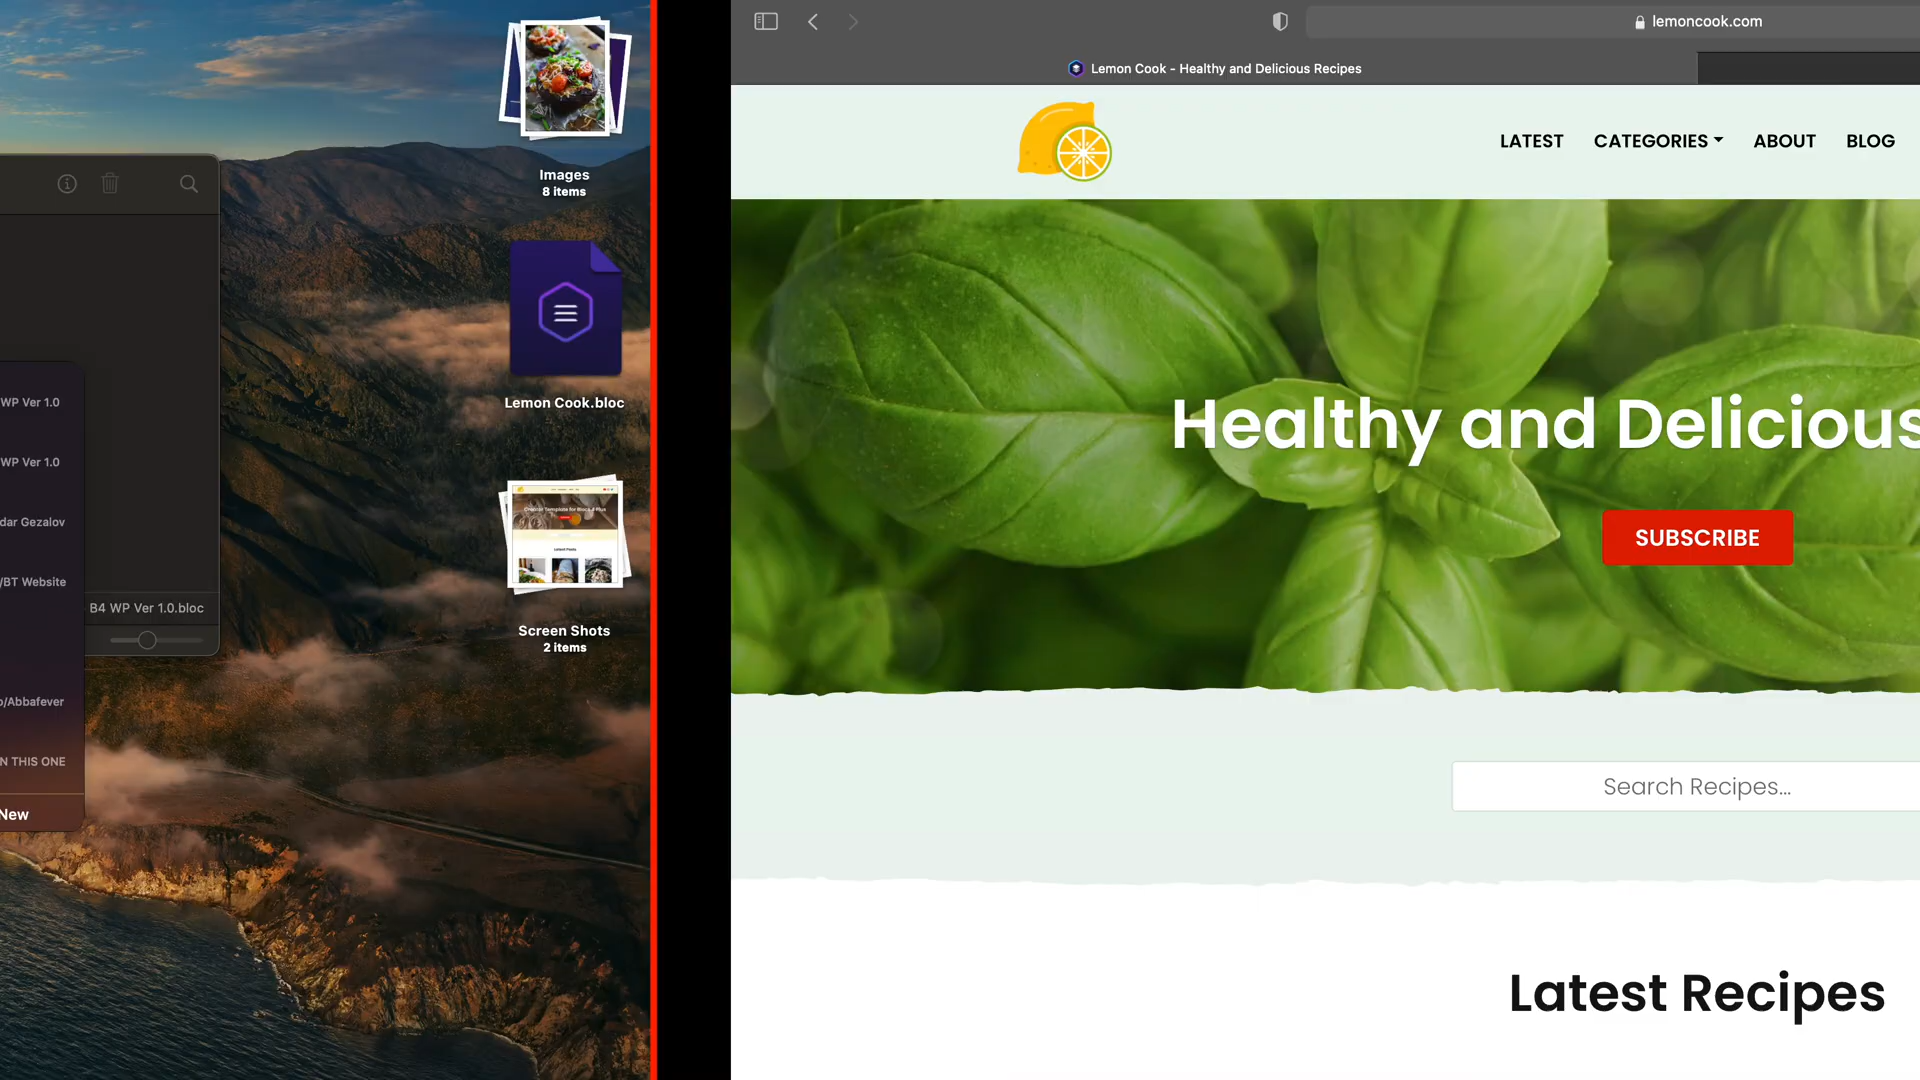 Images
8 items
WP Ver 1.0
Lemon Cook.bloc
WP Ver 1.0
dar Gezalov
/BT Website
B4 WP Ver 1.0.bloc
Screen Shots
2 items
/Abbafever
N THIS ONE
New
lemoncook.com
Lemon Cook - Healthy and Delicious Recipes
LATEST CATEGORIES ABOUT BLOG
Healthy and Delicious
SUBSCRIBE
Search Recipes...
Latest Recipes